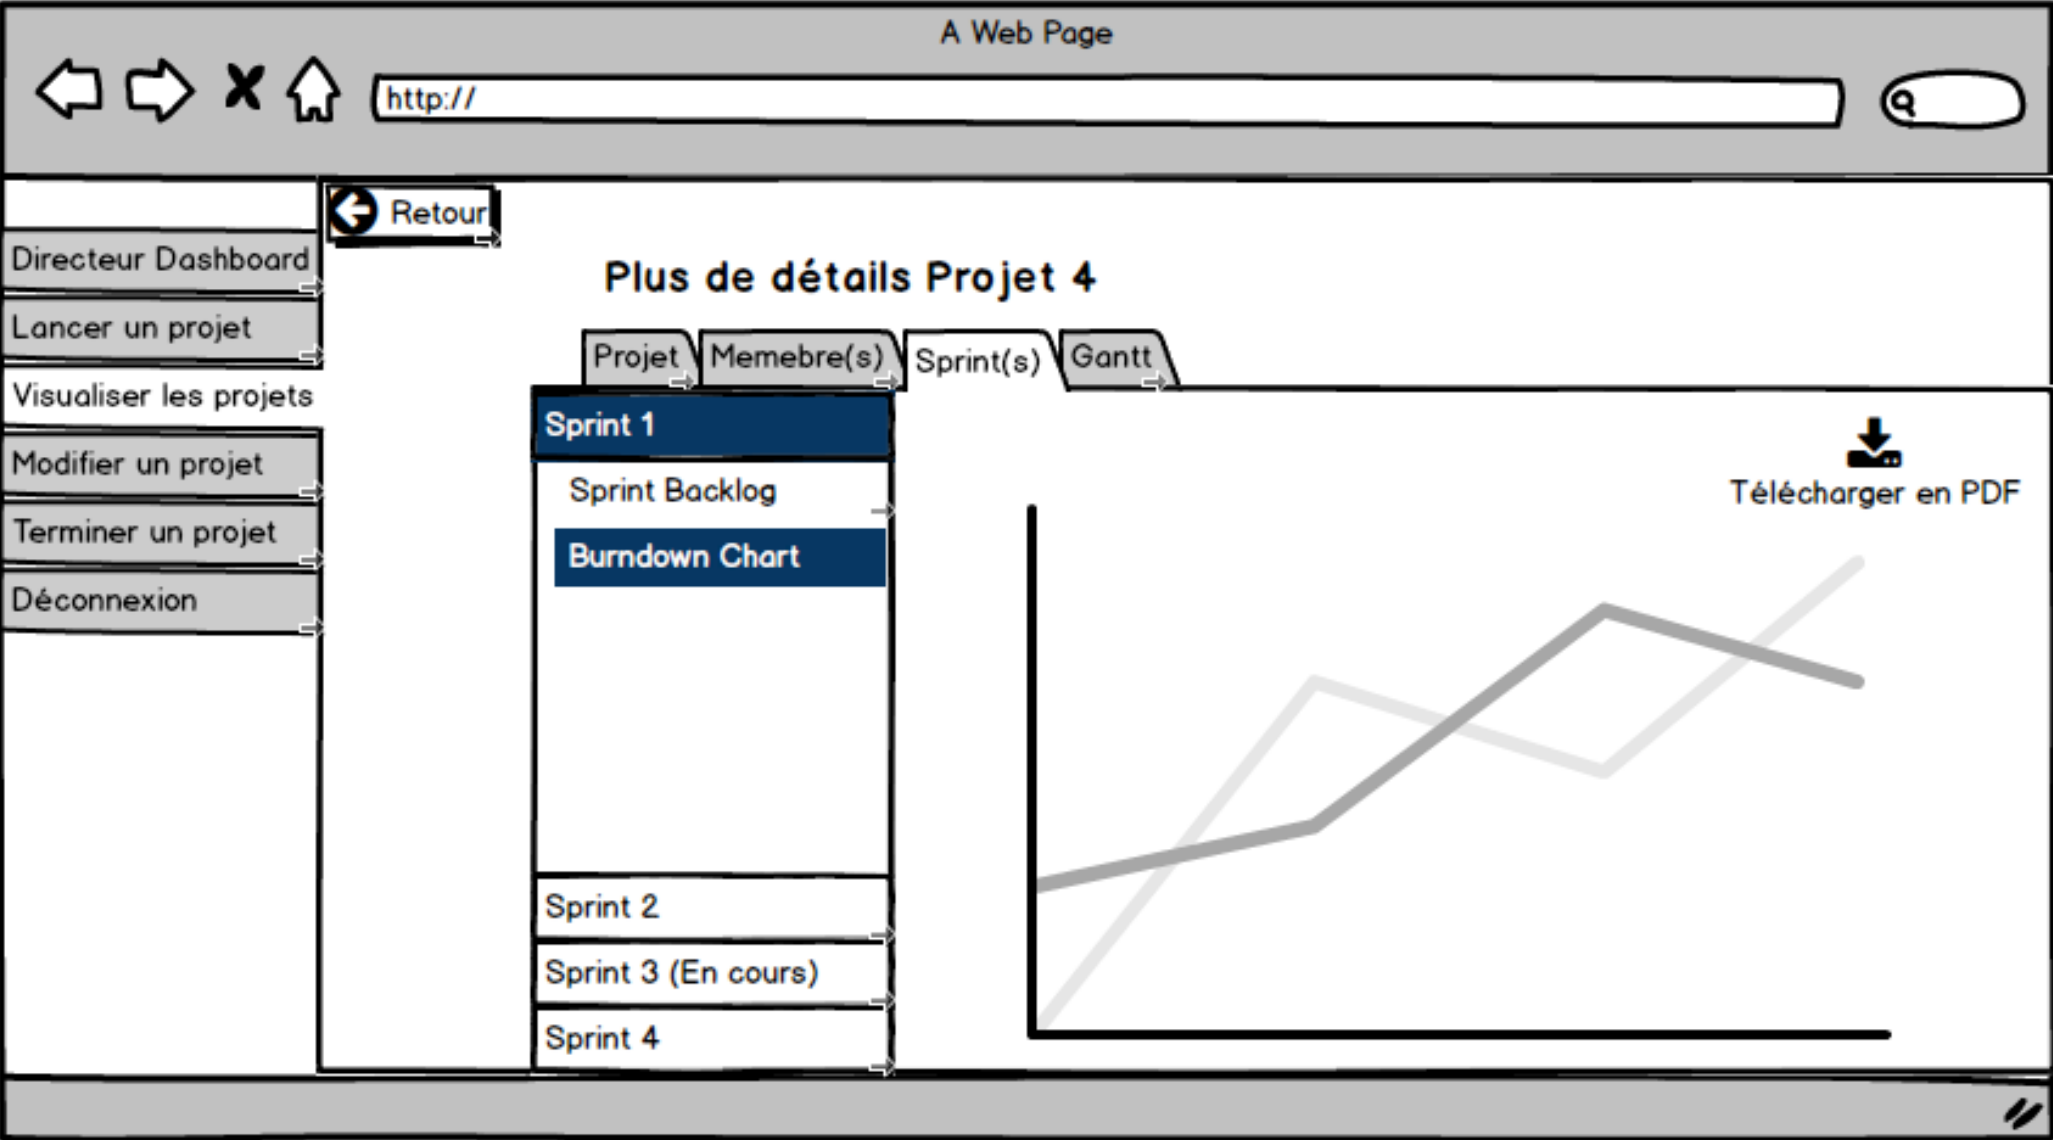 A Web Page
http://
Retour
Directeur Dashboard
Lancer un projet
Visualiser les projets
Modifier un projet
Terminer un projet
Déconnexion
Plus de détails Projet 4
Projet
Memebre(s)
Sprint(s)
Gantt
Sprint 1
Sprint Backlog
Burndown Chart
Sprint 2
Sprint 3 (En cours)
Sprint 4
Télécharger en PDF